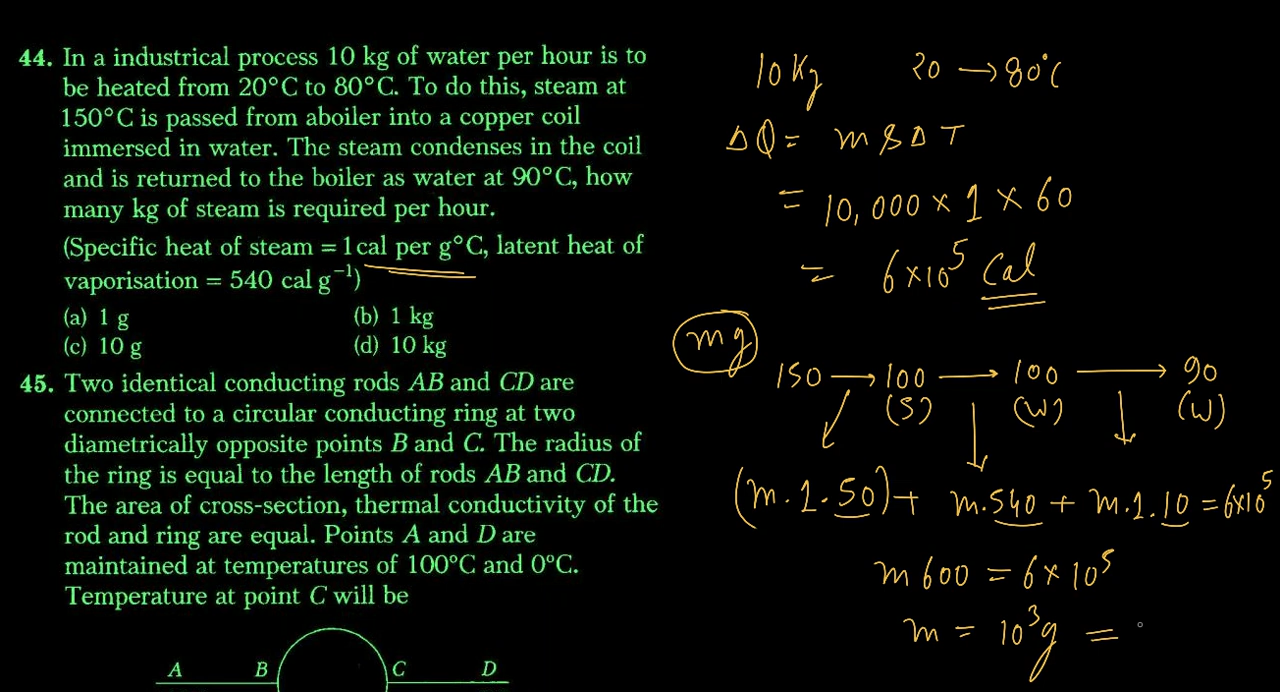 44. In a industrical process 10 kg of water per hour is to
be heated from 20°C to 80°C. To do this, steam at
150°C is passed from aboiler into a copper coil
immersed in water. The steam condenses in the coil
and is returned to the boiler as water at 90°C, how
many kg of steam is required per hour.
(Specific heat of steam = 1 cal per g°C, latent heat of
vaporisation = 540 cal g⁻¹)
(a) 1 g (b) 1 kg
(c) 10 g (d) 10 kg
45. Two identical conducting rods AB and CD are
connected to a circular conducting ring at two
diametrically opposite points B and C. The radius of
the ring is equal to the length of rods AB and CD.
The area of cross-section, thermal conductivity of the
rod and ring are equal. Points A and D are
maintained at temperatures of 100°C and 0°C.
Temperature at point C will be
A B C D
10 Kg 20 → 80°C
ΔQ = m S Δ T
= 10,000 × 1 × 60
= 6×10⁵ Cal
mg
150 → 100 → 100 → 90
(S) (W) (W)
(m.1.50) + m.540 + m.1.10 = 6×10⁵
m 600 = 6 × 10⁵
m = 10³g =